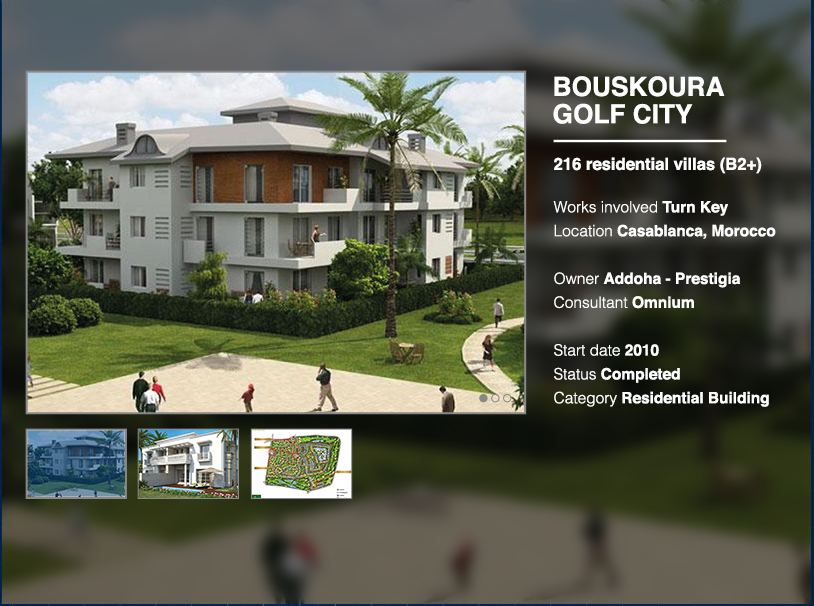 BOUSKOURA
GOLF CITY
216 residential villas (B2+)
Works involved Turn Key
Location Casablanca, Morocco
Owner Addoha - Prestigia
Consultant Omnium
Start date 2010
Status Completed
Category Residential Building